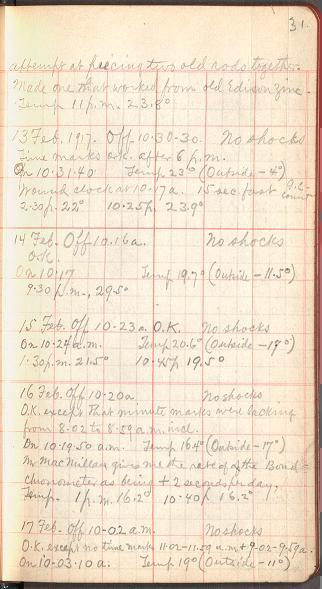 31.
attempt at piecing two old rods together.
Made one that worked from old Edison zinc.
Temp 11 p.m. 23.8°
13 Feb. 1917. Off 10-30-30. No shocks
Time marks o.k. after 6 p.m.
On 10-31-40 Temp 23° (Outside -4°)
Wound clock at 10-17 a. 15 sec fast
2-30 p. 22° 10-25 p. 23.9°
14 Feb. Off 10-16 a. No shocks
O.K.
On 10-17 Temp 19.7° (Outside -11.5°)
9-30 p.m., 29.5°
15 Feb. Off 10-23 a. O.K. No shocks
On 10-24 a.m. Temp 20.6° (Outside -17°)
1-30 p.m. 21.5° 10-45 p. 19.5°
16 Feb. Off 10-20 a. No shocks
O.K. except that minute marks were lacking
from 8-02 to 8-59 a.m. incl.
On 10-19-50 a.m. Temp 16.4° (Outside -17°)
Mr MacMillan gives me the rate of the Bond
chronometer as being + 2 seconds per day.
Temp. 1 p.m. 16.2° 10-40 p. 16.2°
17 Feb. Off 10-02 a.m. No shocks
O.K. except no time marks 11-02-11-59 a.m + 9-02-9-59 a.
On 10-03-10 a. Temp 19° (Outside -11°)